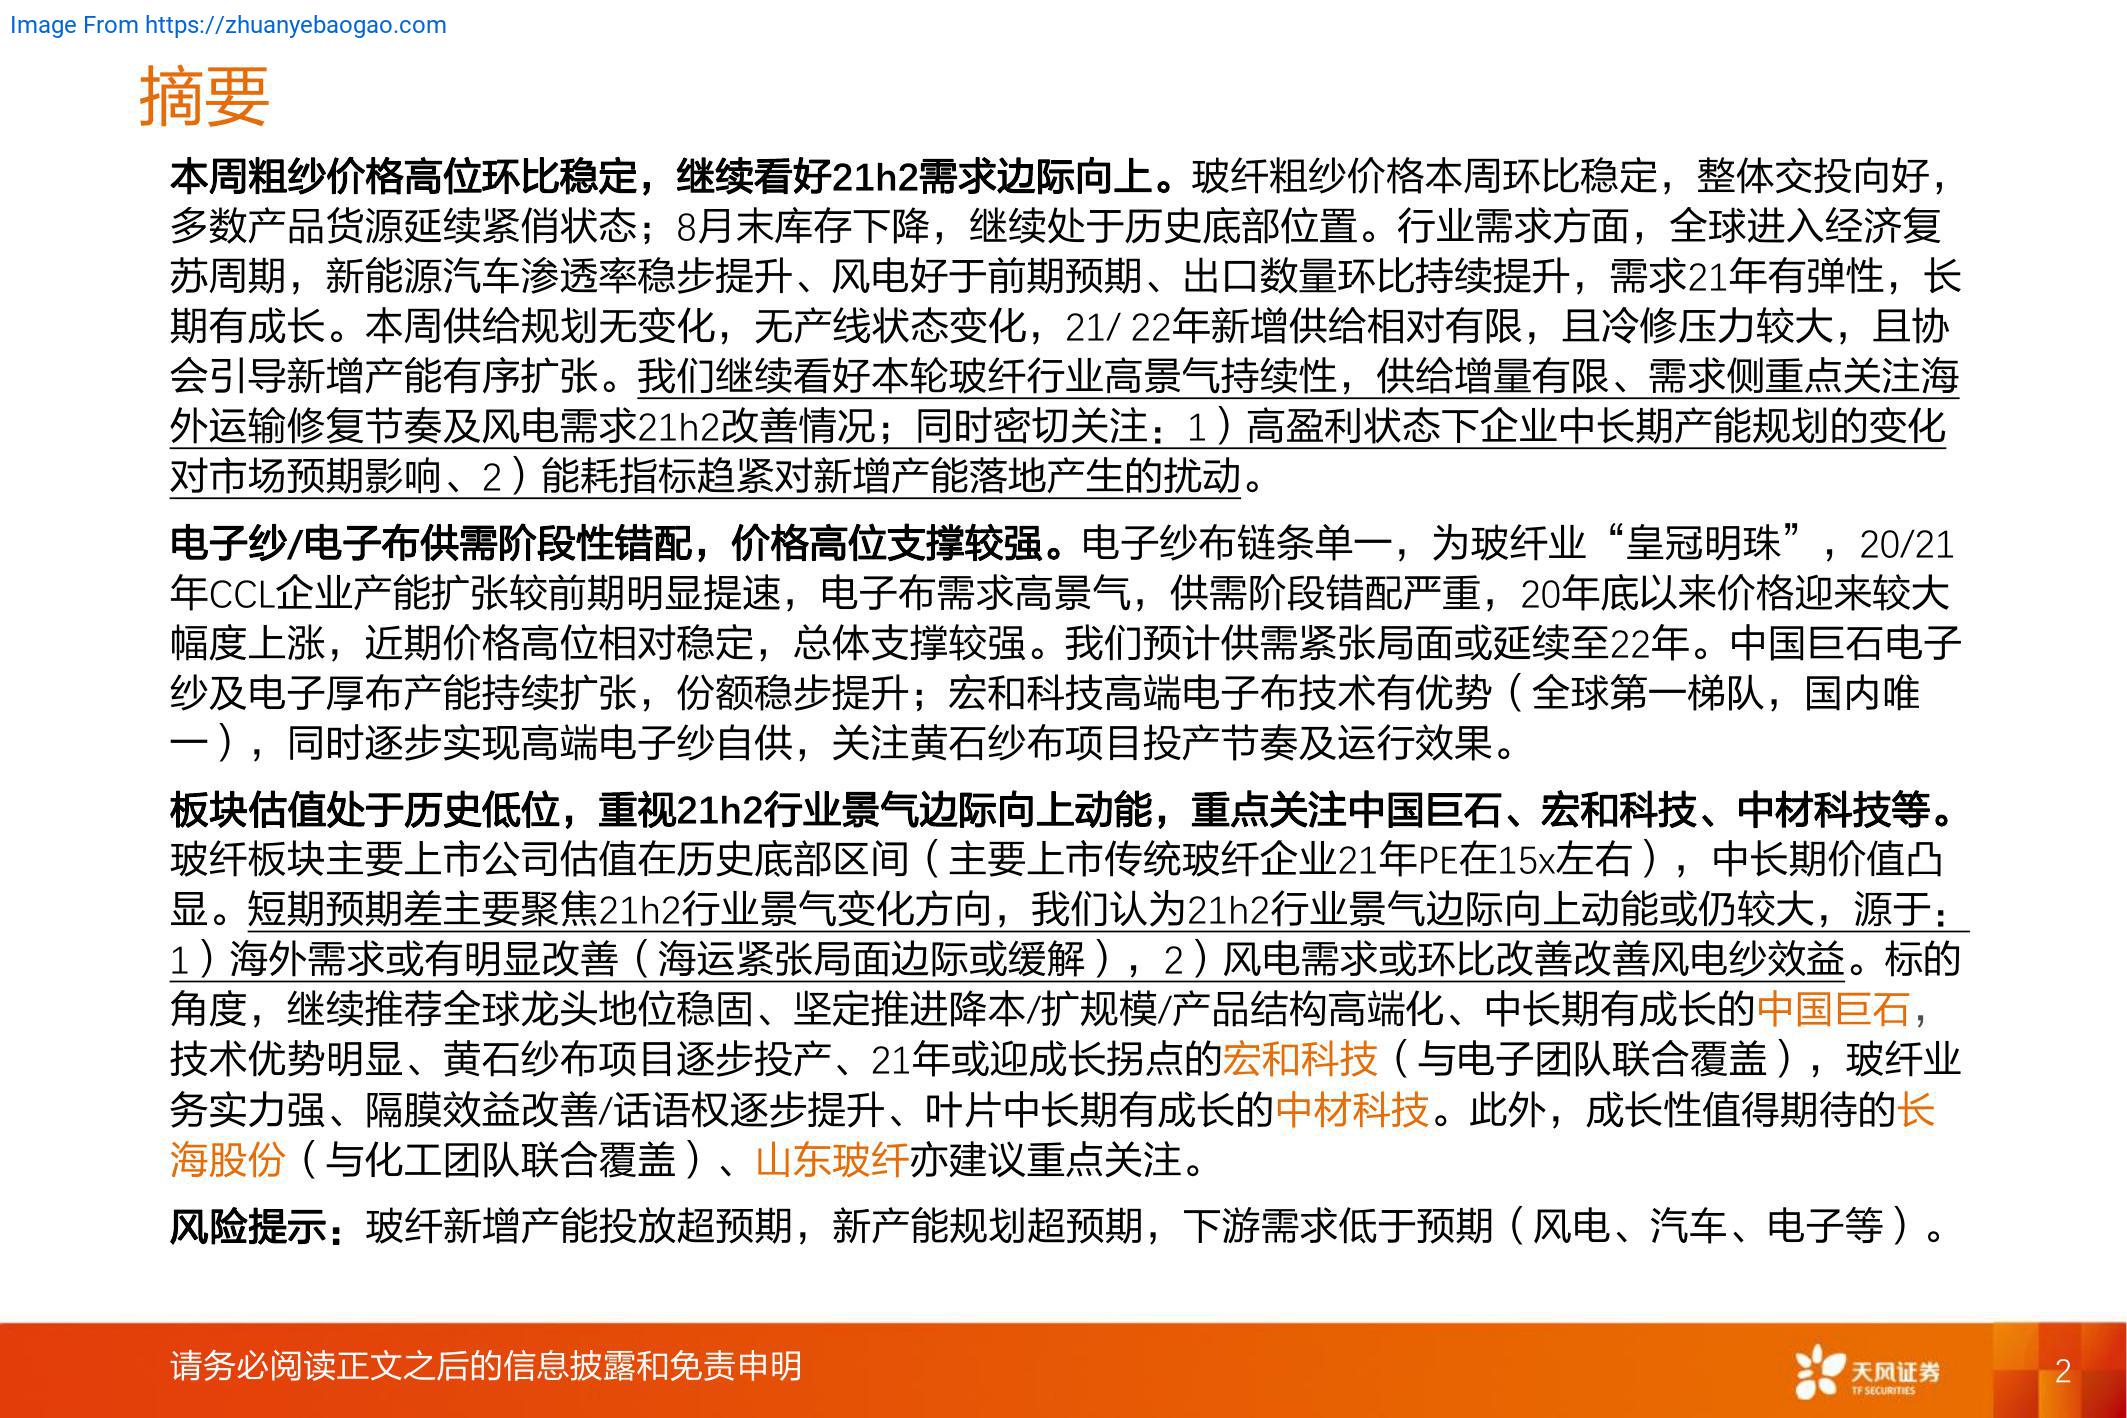 Image From https://zhuanyebaogao.com
摘要
本周粗纱价格高位环比稳定，继续看好21h2需求边际向上。玻纤粗纱价格本周环比稳定，整体交投向好，
多数产品货源延续紧俏状态；8月末库存下降，继续处于历史底部位置。行业需求方面，全球进入经济复
苏周期，新能源汽车渗透率稳步提升、风电好于前期预期、出口数量环比持续提升，需求21年有弹性，长
期有成长。本周供给规划无变化，无产线状态变化，21/ 22年新增供给相对有限，且冷修压力较大，且协
会引导新增产能有序扩张。我们继续看好本轮玻纤行业高景气持续性，供给增量有限、需求侧重点关注海
外运输修复节奏及风电需求21h2改善情况；同时密切关注：1）高盈利状态下企业中长期产能规划的变化
对市场预期影响、2）能耗指标趋紧对新增产能落地产生的扰动。
电子纱/电子布供需阶段性错配，价格高位支撑较强。电子纱布链条单一，为玻纤业“皇冠明珠”，20/21
年CCL企业产能扩张较前期明显提速，电子布需求高景气，供需阶段错配严重，20年底以来价格迎来较大
幅度上涨，近期价格高位相对稳定，总体支撑较强。我们预计供需紧张局面或延续至22年。中国巨石电子
纱及电子厚布产能持续扩张，份额稳步提升；宏和科技高端电子布技术有优势（全球第一梯队，国内唯
一），同时逐步实现高端电子纱自供，关注黄石纱布项目投产节奏及运行效果。
板块估值处于历史低位，重视21h2行业景气边际向上动能，重点关注中国巨石、宏和科技、中材科技等。
玻纤板块主要上市公司估值在历史底部区间（主要上市传统玻纤企业21年PE在15x左右），中长期价值凸
显。短期预期差主要聚焦21h2行业景气变化方向，我们认为21h2行业景气边际向上动能或仍较大，源于：
1）海外需求或有明显改善（海运紧张局面边际或缓解），2）风电需求或环比改善改善风电纱效益。标的
角度，继续推荐全球龙头地位稳固、坚定推进降本/扩规模/产品结构高端化、中长期有成长的中国巨石，
技术优势明显、黄石纱布项目逐步投产、21年或迎成长拐点的宏和科技（与电子团队联合覆盖），玻纤业
务实力强、隔膜效益改善/话语权逐步提升、叶片中长期有成长的中材科技。此外，成长性值得期待的长
海股份（与化工团队联合覆盖）、山东玻纤亦建议重点关注。
风险提示：玻纤新增产能投放超预期，新产能规划超预期，下游需求低于预期（风电、汽车、电子等）。
请务必阅读正文之后的信息披露和免责申明
天风证券
TF SECURITIES
2